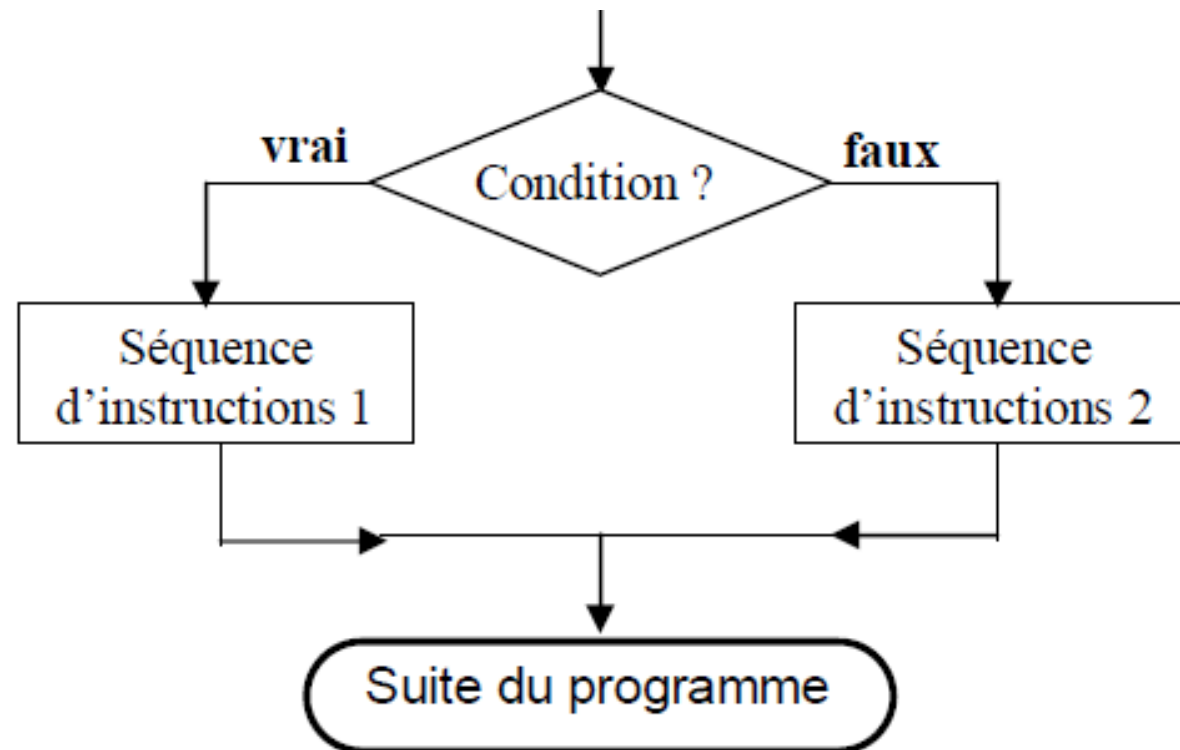 vrai
faux
Condition ?
Séquence
d’instructions 1
Séquence
d’instructions 2
Suite du programme